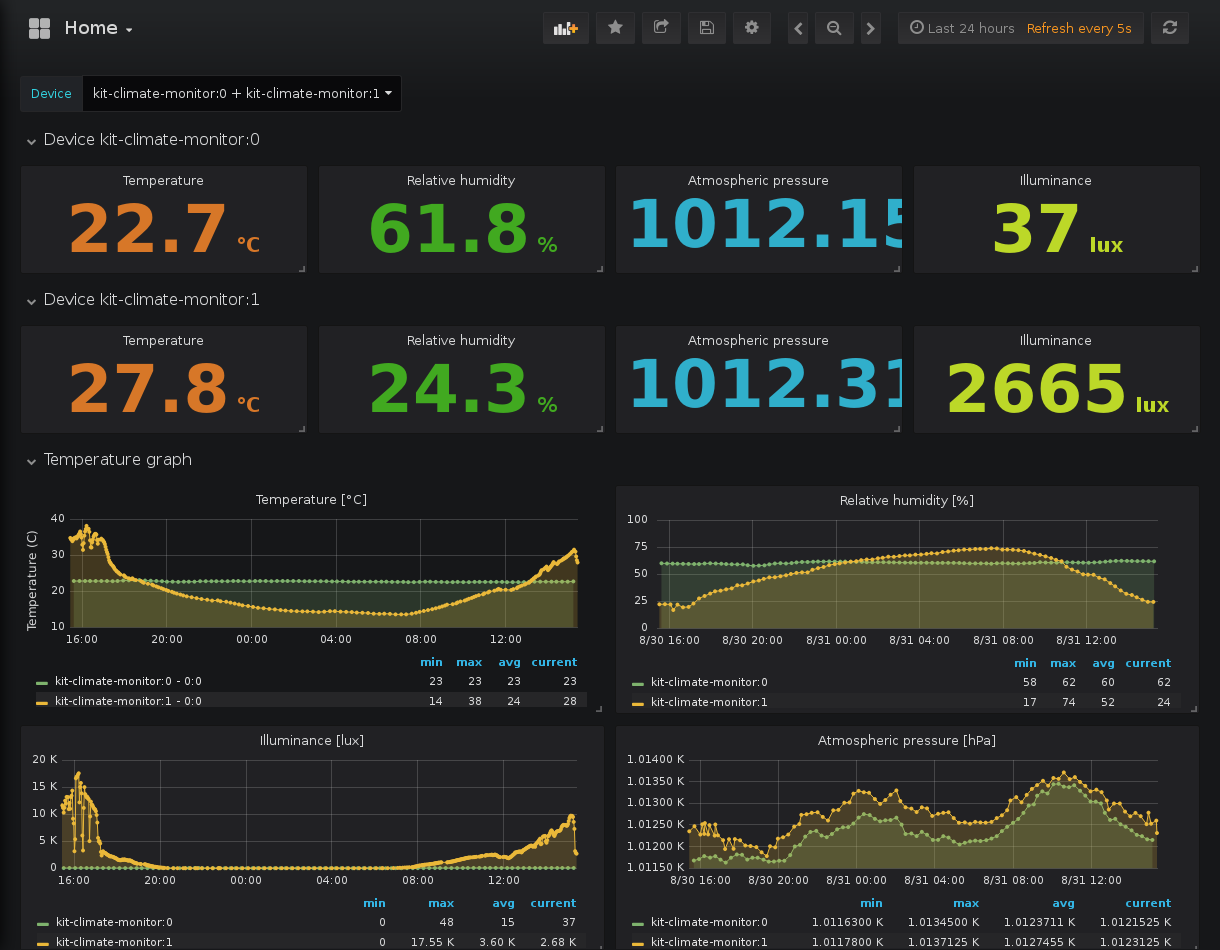 Home
Last 24 hours Refresh every 5s
Device kit-climate-monitor:0 + kit-climate-monitor:1
Device kit-climate-monitor:0
Temperature Relative humidity Atmospheric pressure Illuminance
22.7 °C 61.8 % 1012.15 37 lux
Device kit-climate-monitor:1
Temperature Relative humidity Atmospheric pressure Illuminance
27.8 °C 24.3 % 1012.31 2665 lux
Temperature graph
Temperature [°C]
Temperature (C)
40
30
20
10
16:00 20:00 00:00 04:00 08:00 12:00
min max avg current
kit-climate-monitor:0 - 0:0 23 23 23 23
kit-climate-monitor:1 - 0:0 14 38 24 28
Relative humidity [%]
100
75
50
25
0
8/30 16:00 8/30 20:00 8/31 00:00 8/31 04:00 8/31 08:00 8/31 12:00
min max avg current
kit-climate-monitor:0 58 62 60 62
kit-climate-monitor:1 17 74 52 24
Illuminance [lux]
20 K
15 K
10 K
5 K
0
16:00 20:00 00:00 04:00 08:00 12:00
min max avg current
kit-climate-monitor:0 0 48 15 37
kit-climate-monitor:1 0 17.55 K 3.60 K 2.68 K
Atmospheric pressure [hPa]
1.01400 K
1.01350 K
1.01300 K
1.01250 K
1.01200 K
1.01150 K
8/30 16:00 8/30 20:00 8/31 00:00 8/31 04:00 8/31 08:00 8/31 12:00
min max avg current
kit-climate-monitor:0 1.0116300 K 1.0134500 K 1.0123711 K 1.0121525 K
kit-climate-monitor:1 1.0117800 K 1.0137125 K 1.0127455 K 1.0123125 K